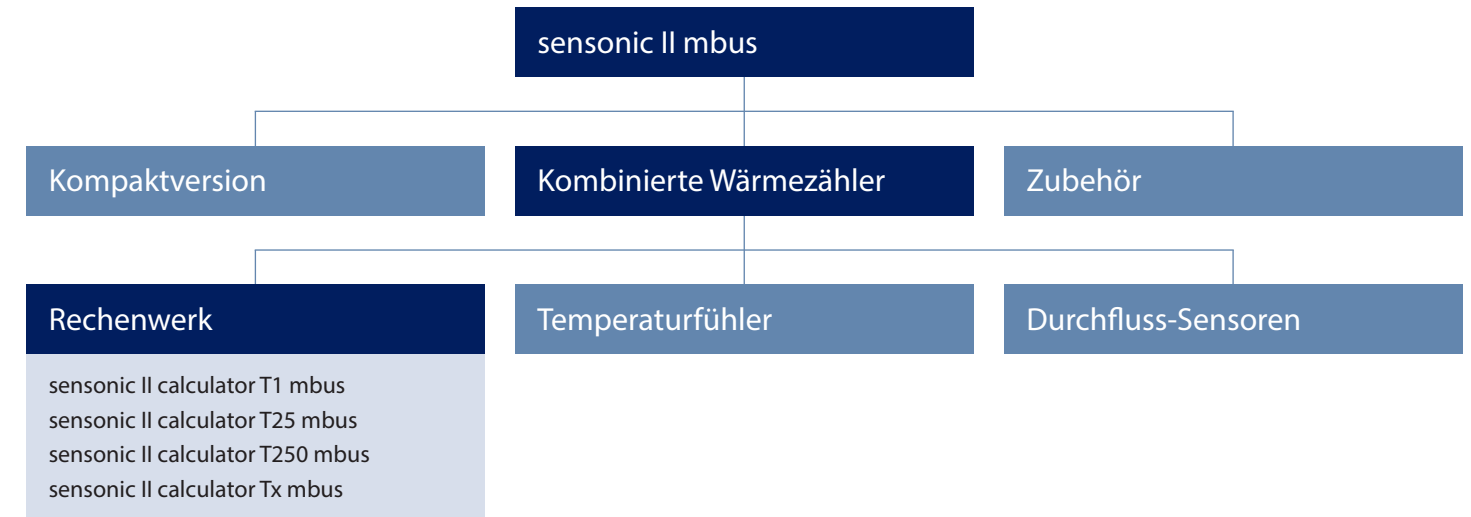 sensonic II mbus
Kompaktversion
Kombinierte Wärmezähler
Zubehör
Rechenwerk
Temperaturfühler
Durchfluss-Sensoren
sensonic II calculator T1 mbus
sensonic II calculator T25 mbus
sensonic II calculator T250 mbus
sensonic II calculator Tx mbus